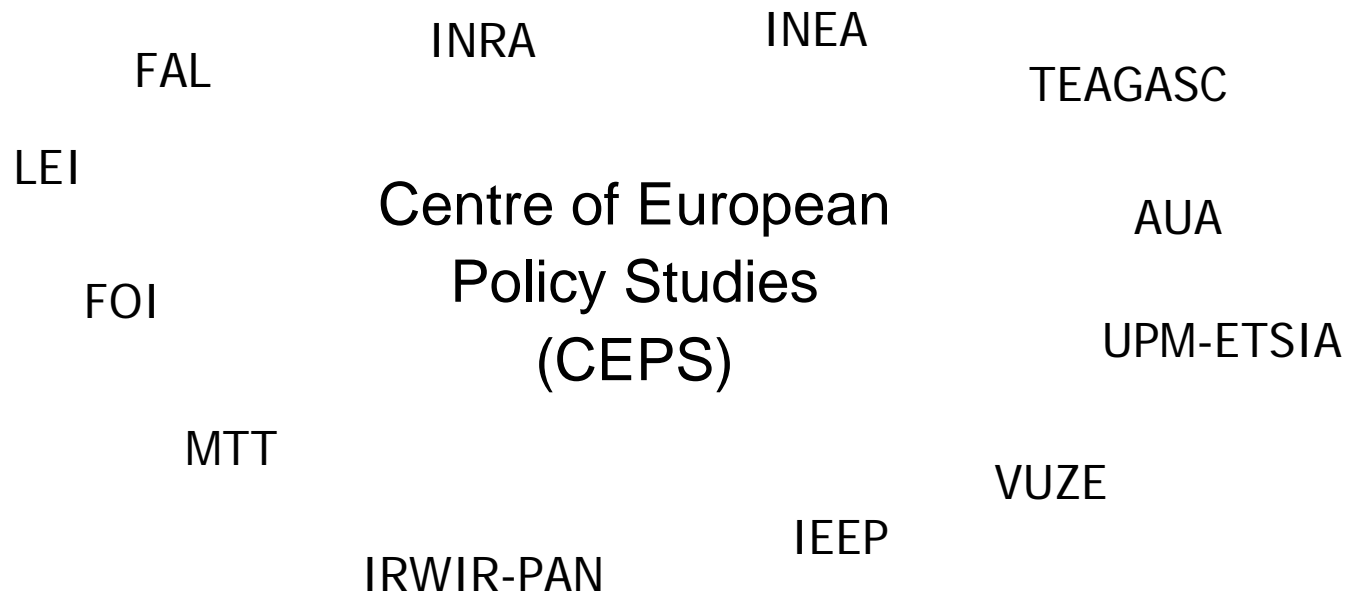 INEA
INRA
FAL
TEAGASC
LEI
Centre of European
Policy Studies
(CEPS)
AUA
FOI
UPM-ETSIA
MTT
VUZE
IEEP
IRWIR-PAN